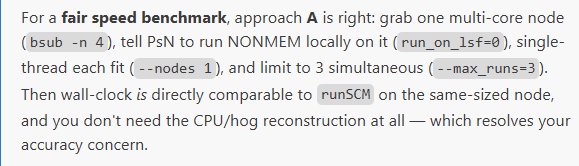 For a fair speed benchmark, approach A is right: grab one multi-core node
(bsub -n 4), tell PsN to run NONMEM locally on it (run_on_lsf=0), single-
thread each fit (--nodes 1), and limit to 3 simultaneous (--max_runs=3).
Then wall-clock is directly comparable to runSCM on the same-sized node,
and you don't need the CPU/hog reconstruction at all — which resolves your
accuracy concern.